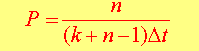 P = n / ((k + n − 1)Δt)